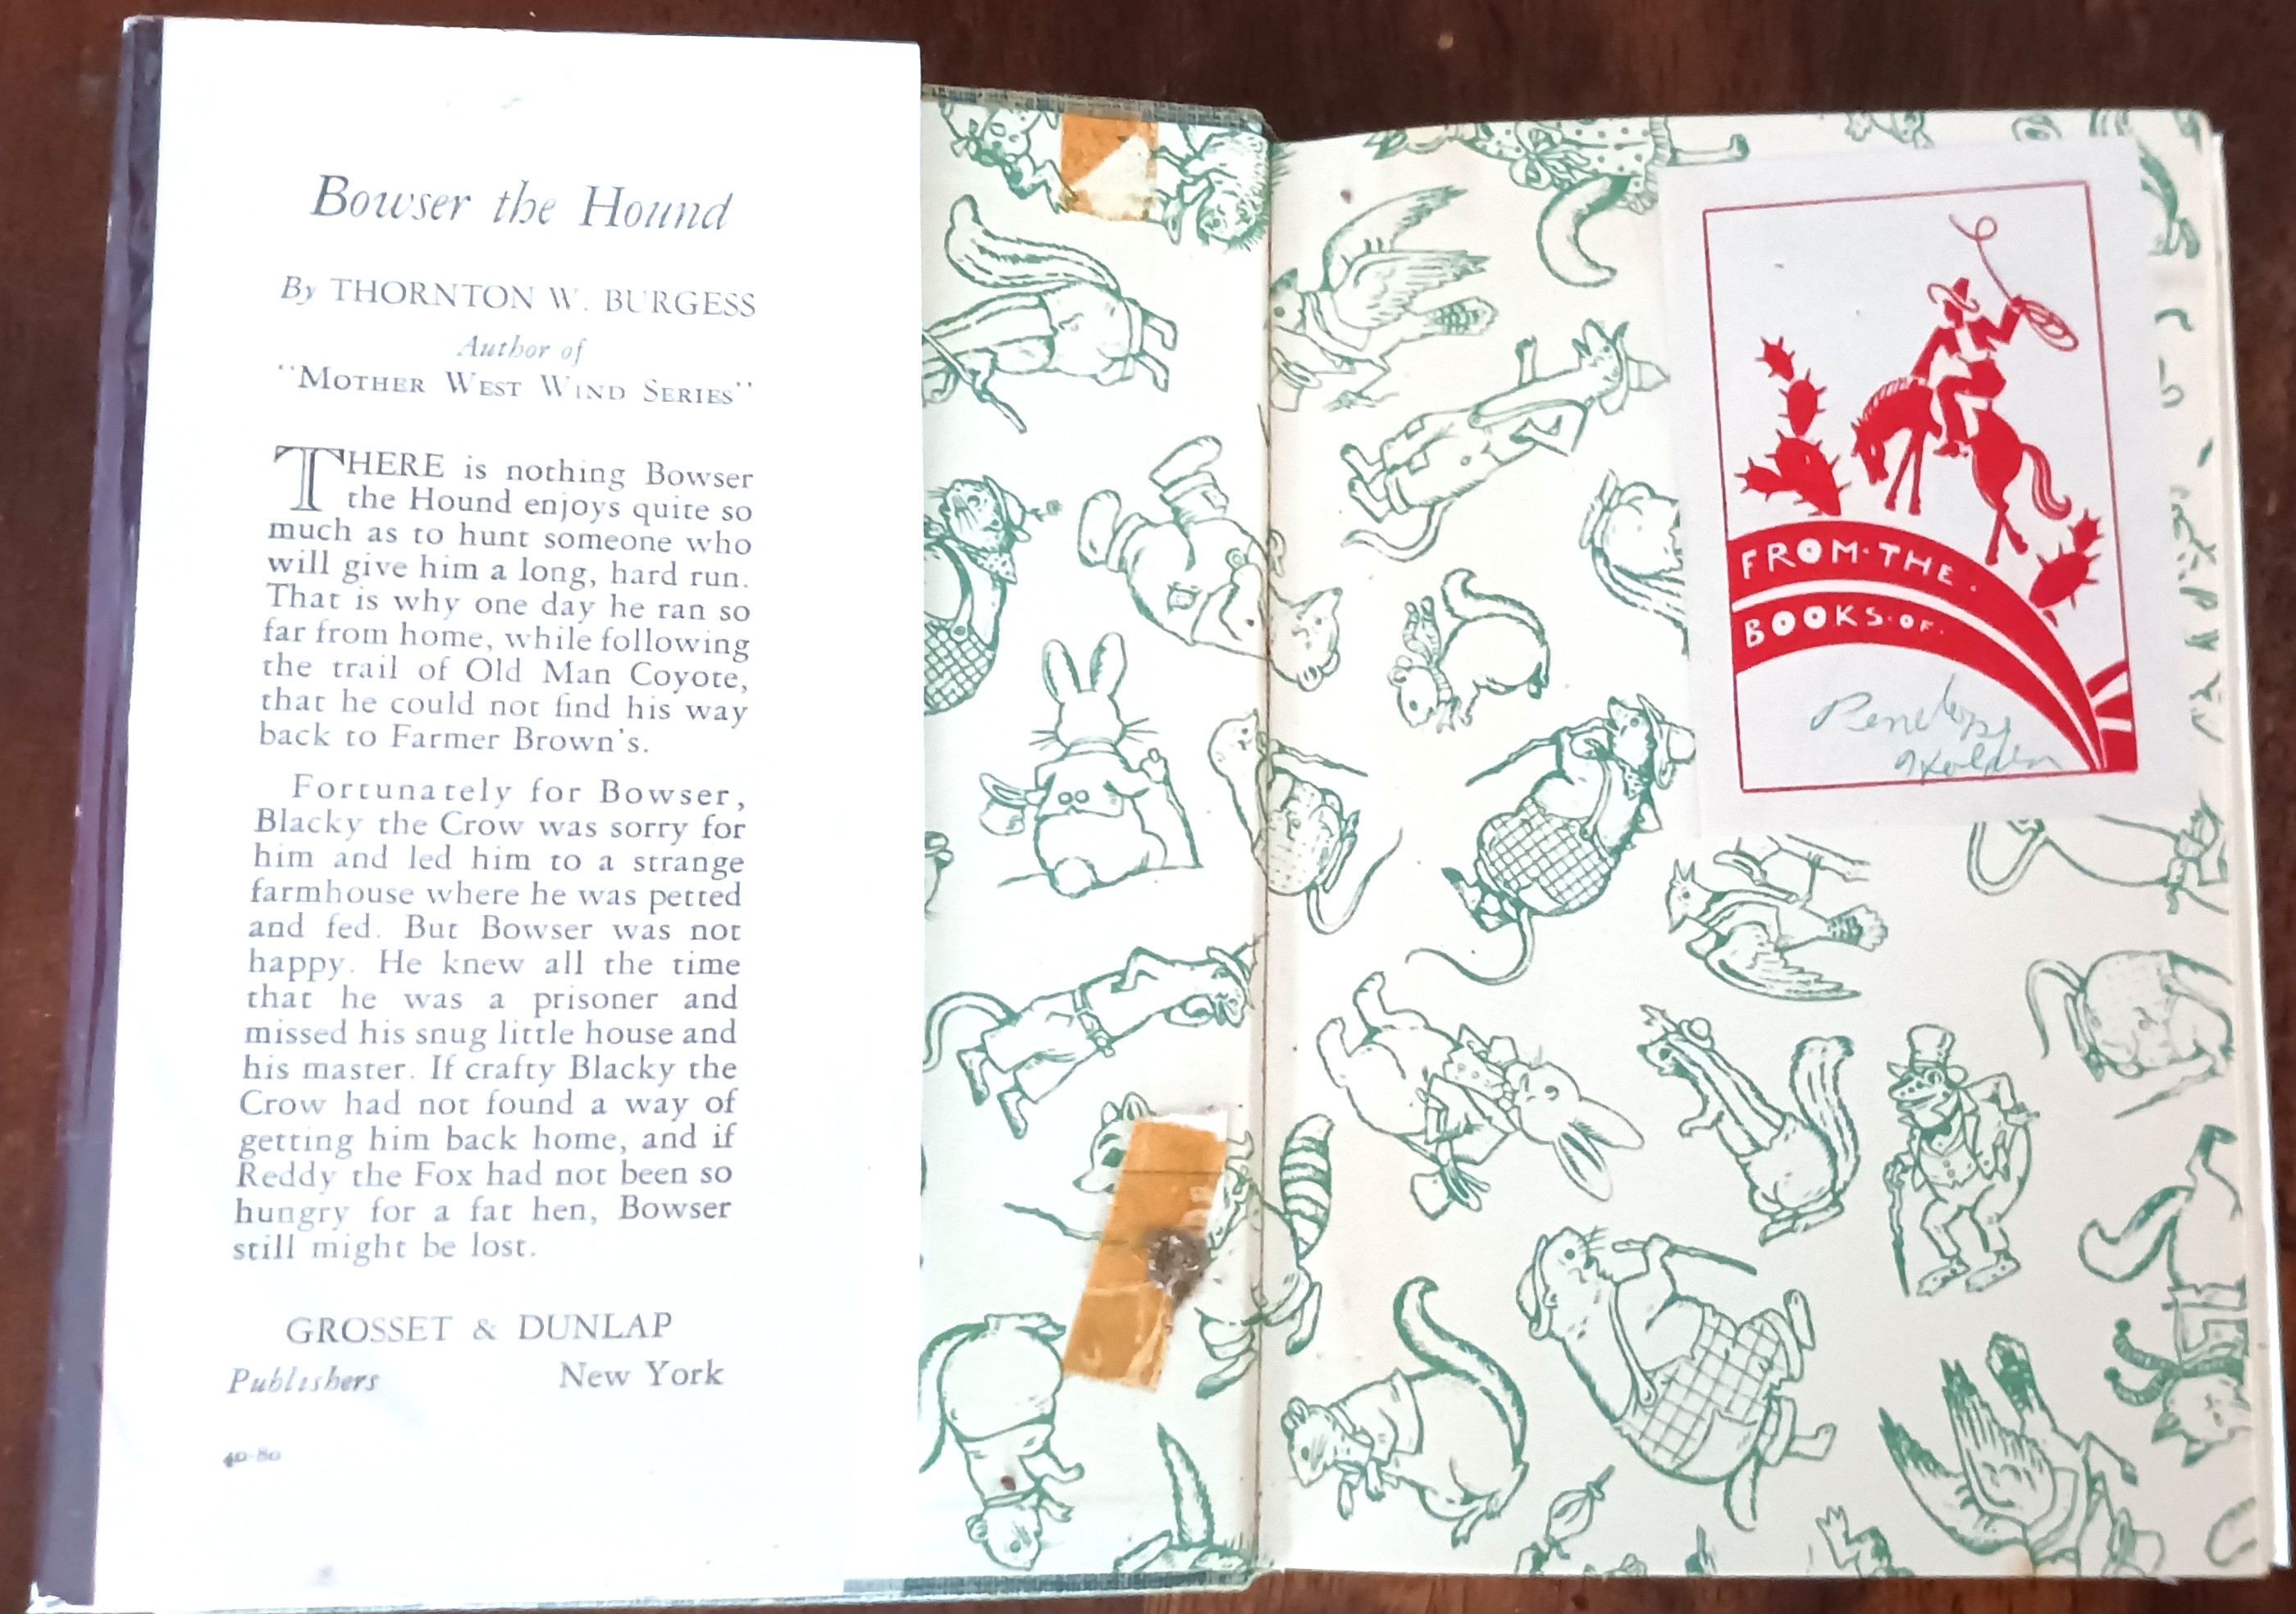 Bowser the Hound
By THORNTON W. BURGESS
Author of
"MOTHER WEST WIND SERIES"
THERE is nothing Bowser
the Hound enjoys quite so
much as to hunt someone who
will give him a long, hard run.
That is why one day he ran so
far from home, while following
the trail of Old Man Coyote,
that he could not find his way
back to Farmer Brown's.
Fortunately for Bowser,
Blacky the Crow was sorry for
him and led him to a strange
farmhouse where he was petted
and fed. But Bowser was not
happy. He knew all the time
that he was a prisoner and
missed his snug little house and
his master. If crafty Blacky the
Crow had not found a way of
getting him back home, and if
Reddy the Fox had not been so
hungry for a fat hen, Bowser
still might be lost.
GROSSET & DUNLAP
Publishers New York
40-80
FROM·THE·
BOOKS·OF·
Penelope